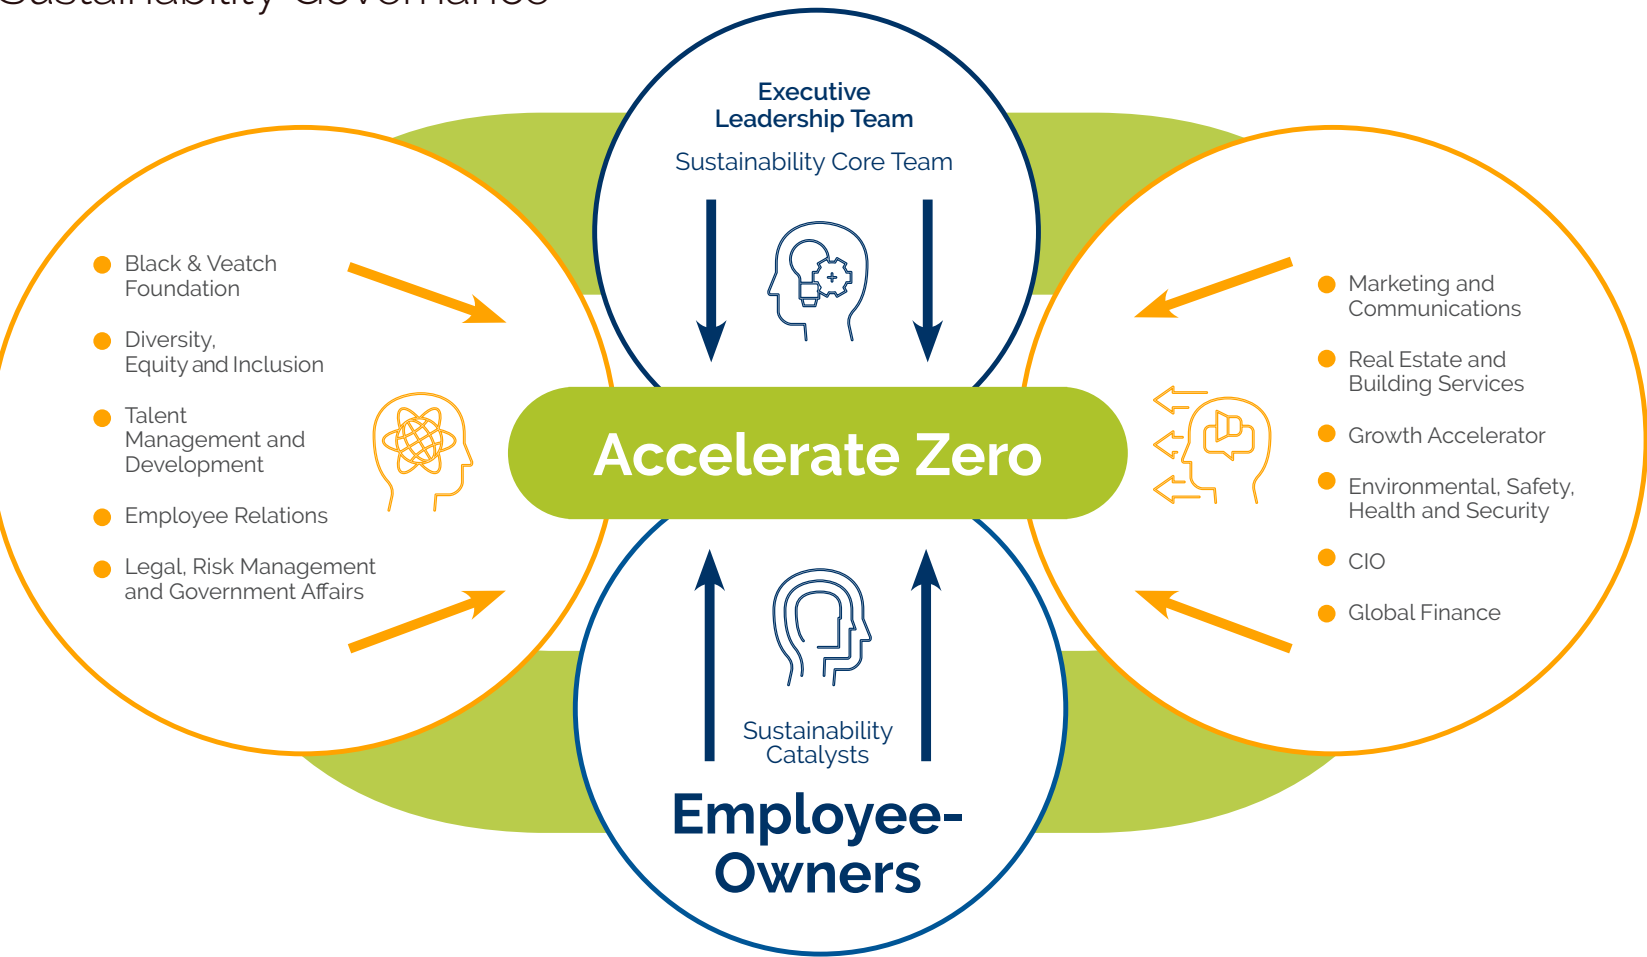 Sustainability Governance
Executive
Leadership Team
Sustainability Core Team
Black & Veatch
Foundation
Diversity,
Equity and Inclusion
Talent
Management and
Development
Employee Relations
Legal, Risk Management
and Government Affairs
Accelerate Zero
Marketing and
Communications
Real Estate and
Building Services
Growth Accelerator
Environmental, Safety,
Health and Security
CIO
Global Finance
Sustainability
Catalysts
Employee-
Owners